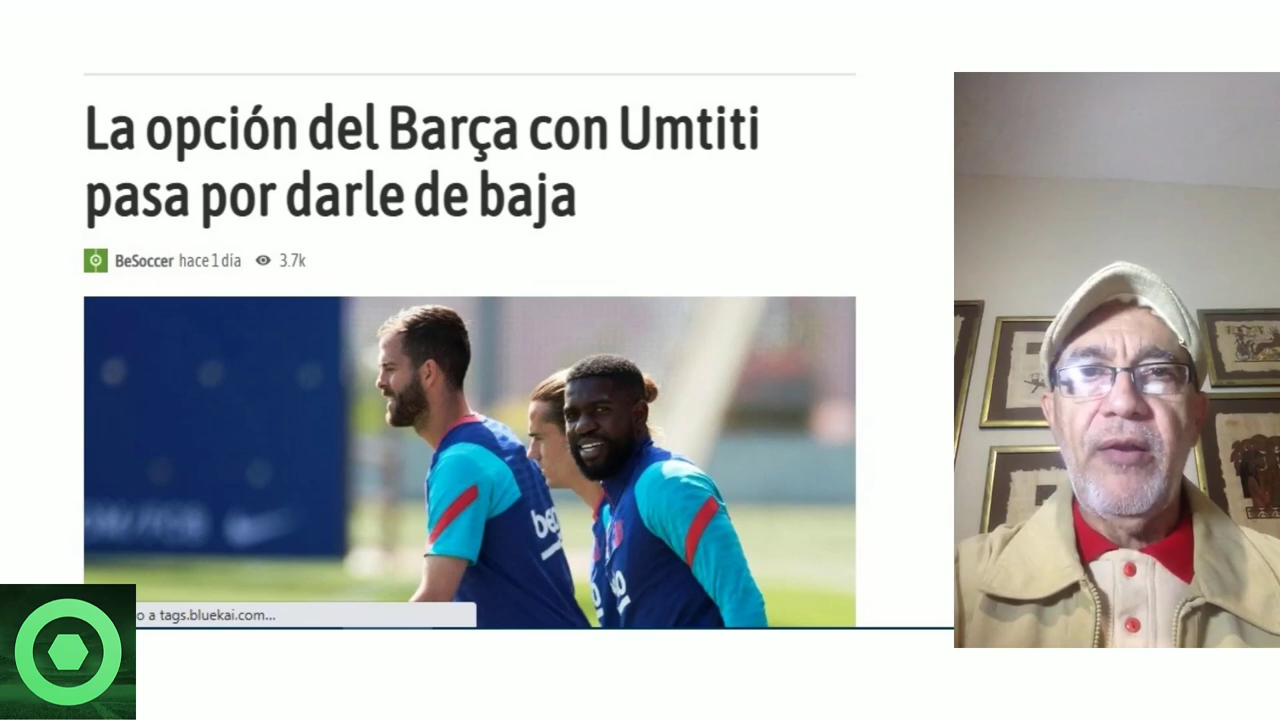 La opción del Barça con Umtiti
pasa por darle de baja
BeSoccer hace 1 día 3.7k
o a tags.bluekai.com...